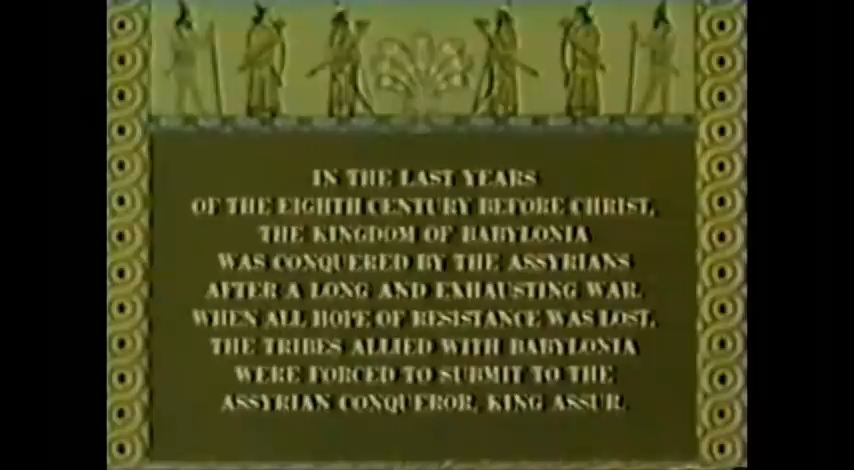 IN THE LAST YEARS
OF THE EIGHTH CENTURY BEFORE CHRIST,
THE KINGDOM OF BABYLONIA
WAS CONQUERED BY THE ASSYRIANS
AFTER A LONG AND EXHAUSTING WAR.
WHEN ALL HOPE OF RESISTANCE WAS LOST,
THE TRIBES ALLIED WITH BABYLONIA
WERE FORCED TO SUBMIT TO THE
ASSYRIAN CONQUEROR, KING ASSUR.